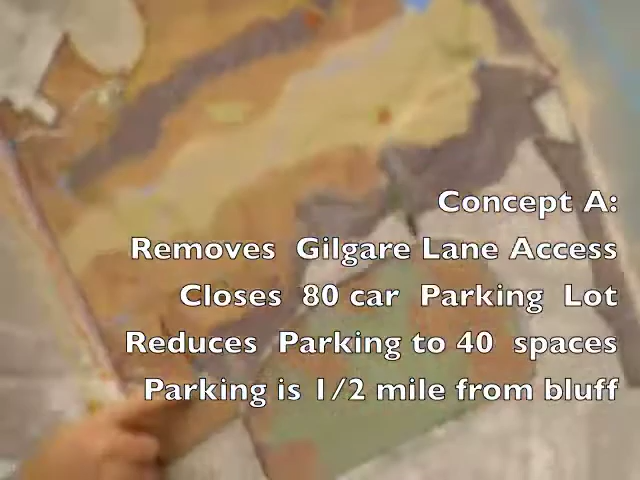 Concept A:
Removes Gilgare Lane Access
Closes 80 car Parking Lot
Reduces Parking to 40 spaces
Parking is 1/2 mile from bluff